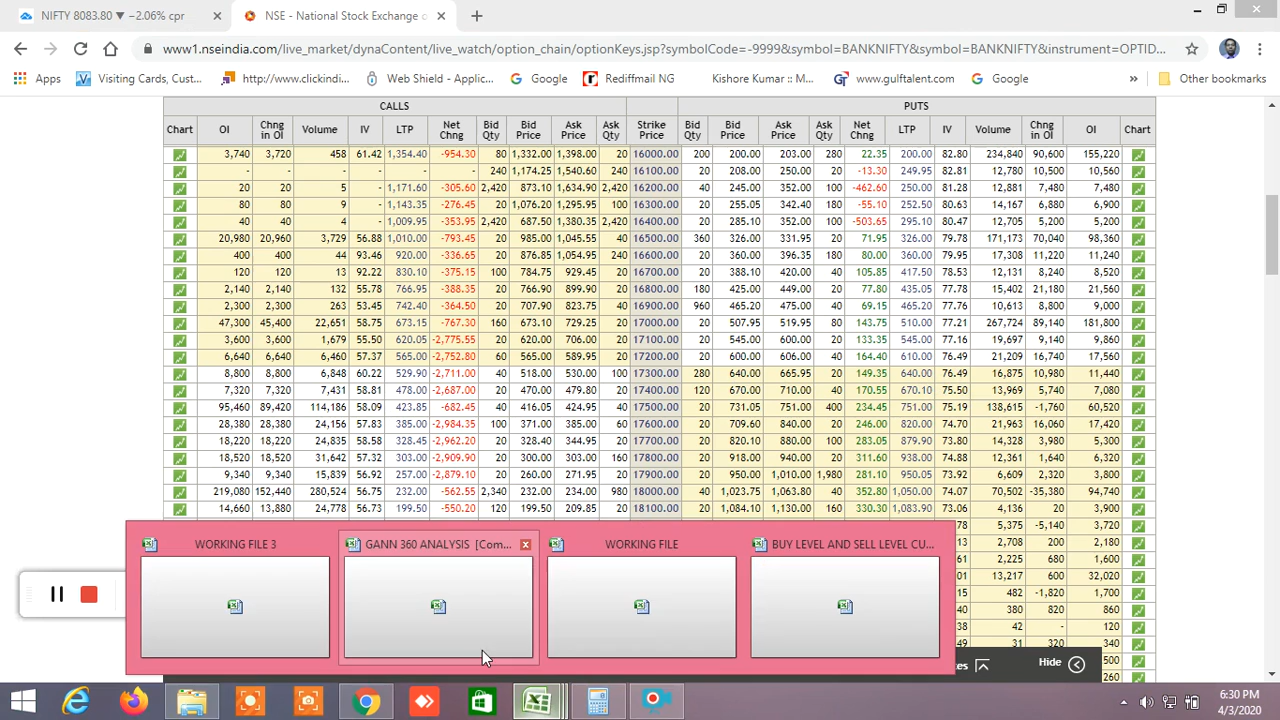 NIFTY 8083.80 ▼ −2.06% cpr
NSE - National Stock Exchange o
www1.nseindia.com/live_market/dynaContent/live_watch/option_chain/optionKeys.jsp?symbolCode=-9999&symbol=BANKNIFTY&symbol=BANKNIFTY&instrument=OPTID...
Apps Visiting Cards, Cust... http://www.clickindi... Web Shield - Applic... Google Rediffmail NG Kishore Kumar :: M... www.gulftalent.com Google » Other bookmarks
CALLS PUTS
Chart OI Chng in OI Volume IV LTP Net Chng Bid Qty Bid Price Ask Price Ask Qty Strike Price Bid Qty Bid Price Ask Price Ask Qty Net Chng LTP IV Volume Chng in OI OI Chart
3,740 3,720 458 61.42 1,354.40 -954.30 80 1,332.00 1,398.00 20 16000.00 200 200.00 203.00 280 22.35 200.00 82.80 234,840 90,600 155,220
- - - - - - 240 1,174.25 1,540.60 240 16100.00 20 208.00 250.00 20 -13.30 249.95 82.81 12,780 10,500 10,560
20 20 5 - 1,171.60 -305.60 2,420 873.10 1,634.90 2,420 16200.00 40 245.00 352.00 100 -462.60 250.00 81.28 12,881 7,480 7,480
80 80 9 - 1,143.35 -276.45 20 1,076.20 1,295.95 100 16300.00 20 255.05 342.40 180 -55.10 252.50 80.63 14,167 6,880 6,900
40 40 4 - 1,009.95 -353.95 2,420 687.50 1,380.35 2,420 16400.00 20 285.10 352.00 100 -503.65 295.10 80.47 12,705 5,200 5,200
20,980 20,960 3,729 56.88 1,010.00 -793.45 20 985.00 1,045.55 40 16500.00 360 326.00 331.95 20 71.95 326.00 79.78 171,173 70,040 98,360
400 400 44 93.46 920.00 -336.65 20 876.85 1,054.95 240 16600.00 20 360.00 396.35 180 80.00 360.00 79.95 17,308 11,220 11,240
120 120 13 92.22 830.10 -375.15 100 784.75 929.45 20 16700.00 20 388.10 420.00 40 105.85 417.50 78.53 12,131 8,240 8,520
2,140 2,140 132 55.78 766.95 -388.35 20 766.90 899.90 20 16800.00 180 425.00 449.00 20 77.80 435.05 77.78 15,402 21,180 21,560
2,300 2,300 263 53.45 742.40 -364.50 20 707.90 823.75 40 16900.00 960 465.20 475.00 40 69.15 465.20 77.76 10,613 8,800 9,000
47,300 45,400 22,651 58.75 673.15 -767.30 160 673.10 729.25 20 17000.00 20 507.95 519.95 80 143.75 510.00 77.21 267,724 89,140 181,800
3,600 3,600 1,679 55.50 620.05 -2,775.55 20 620.00 706.00 20 17100.00 20 545.00 600.00 20 133.35 545.00 77.16 19,697 9,140 9,860
6,640 6,640 6,460 57.37 565.00 -2,752.80 60 565.00 589.95 20 17200.00 20 600.00 606.00 20 164.40 610.00 76.49 21,209 16,740 17,560
8,800 8,800 6,848 60.22 529.90 -2,711.00 40 518.00 530.00 100 17300.00 280 640.00 665.95 20 149.35 640.00 76.49 16,875 10,980 11,440
7,320 7,320 7,431 58.81 478.00 -2,687.00 20 470.00 479.80 20 17400.00 120 670.00 710.00 40 170.55 670.10 75.50 13,969 5,740 7,080
95,460 89,420 114,186 58.09 423.85 -682.45 40 416.05 424.95 40 17500.00 20 731.05 751.00 400 234.45 751.00 75.19 138,615 -1,760 60,520
28,380 28,380 24,156 57.83 385.00 -2,984.35 100 371.00 385.00 60 17600.00 20 709.60 840.00 20 246.00 820.00 74.70 21,963 16,060 17,420
18,220 18,220 24,835 58.58 328.45 -2,962.20 20 328.40 344.95 20 17700.00 20 820.10 880.00 100 283.05 879.90 73.80 14,328 3,980 5,300
18,520 18,520 31,642 57.32 303.00 -2,909.90 20 300.00 303.00 160 17800.00 20 918.00 940.00 20 311.60 938.00 74.88 12,361 1,640 6,320
9,340 9,340 15,839 56.92 257.00 -2,879.10 20 260.00 271.95 20 17900.00 20 950.00 1,010.00 1,980 281.10 950.05 73.92 6,609 2,320 3,800
219,080 152,440 280,524 56.75 232.00 -562.55 2,340 232.00 234.00 980 18000.00 40 1,023.75 1,063.80 40 352.80 1,050.00 74.07 70,502 -35,380 94,740
14,660 13,880 24,778 56.73 199.50 -550.20 120 199.50 209.85 20 18100.00 20 1,084.10 1,130.00 160 330.30 1,083.90 73.06 4,136 20 3,900
078 5,375 -5,140 3,720
WORKING FILE 3 GANN 360 ANALYSIS [Com... WORKING FILE BUY LEVEL AND SELL LEVEL CU...
13 2,708 208 2,180
26 2,225 680 1,600
01 13,217 600 32,020
15 482 -1,820 1,700
40 380 820 860
38 42 - 120
49 31 320 340
500
tes Hide
260
6:30 PM
4/3/2020